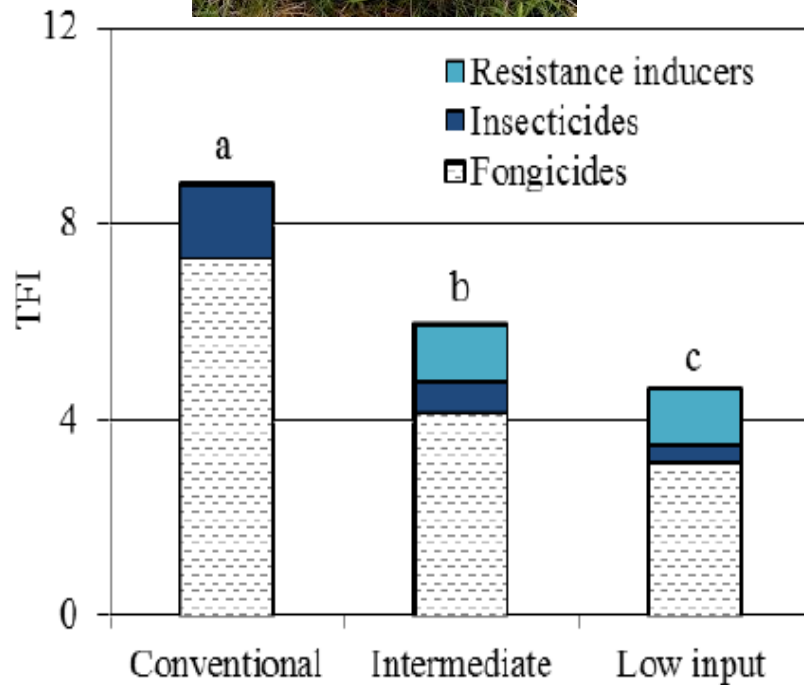 12
Resistance inducers
Insecticides
Fongicides
a
8
b
TFI
c
4
0
Conventional Intermediate Low input